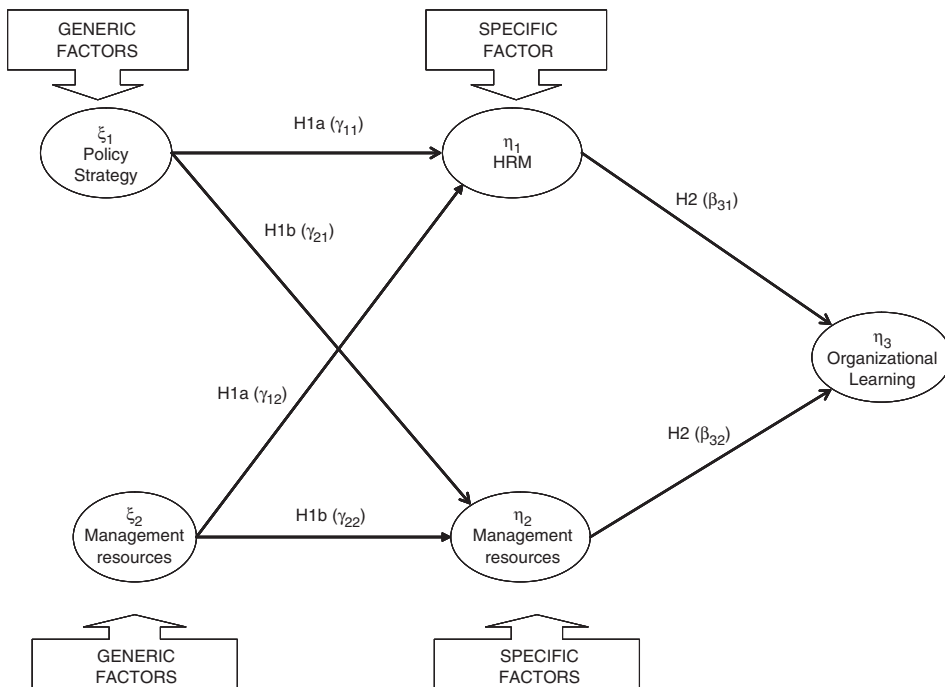 GENERIC
FACTORS
SPECIFIC
FACTOR
ξ1
Policy
Strategy
H1a (γ11)
η1
HRM
H1b (γ21)
H2 (β31)
η3
Organizational
Learning
H1a (γ12)
H2 (β32)
ξ2
Management
resources
H1b (γ22)
η2
Management
resources
GENERIC
FACTORS
SPECIFIC
FACTORS